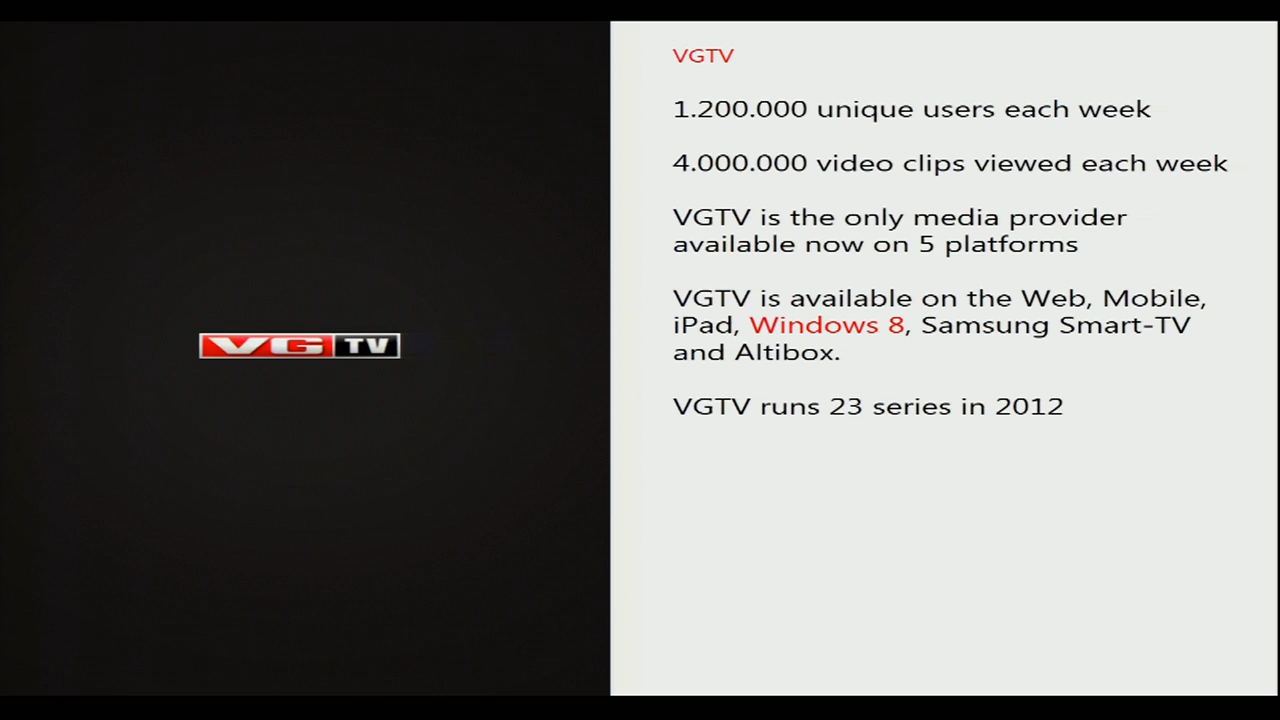 VGTV
VGTV
1.200.000 unique users each week
4.000.000 video clips viewed each week
VGTV is the only media provider
available now on 5 platforms
VGTV is available on the Web, Mobile,
iPad, Windows 8, Samsung Smart-TV
and Altibox.
VGTV runs 23 series in 2012